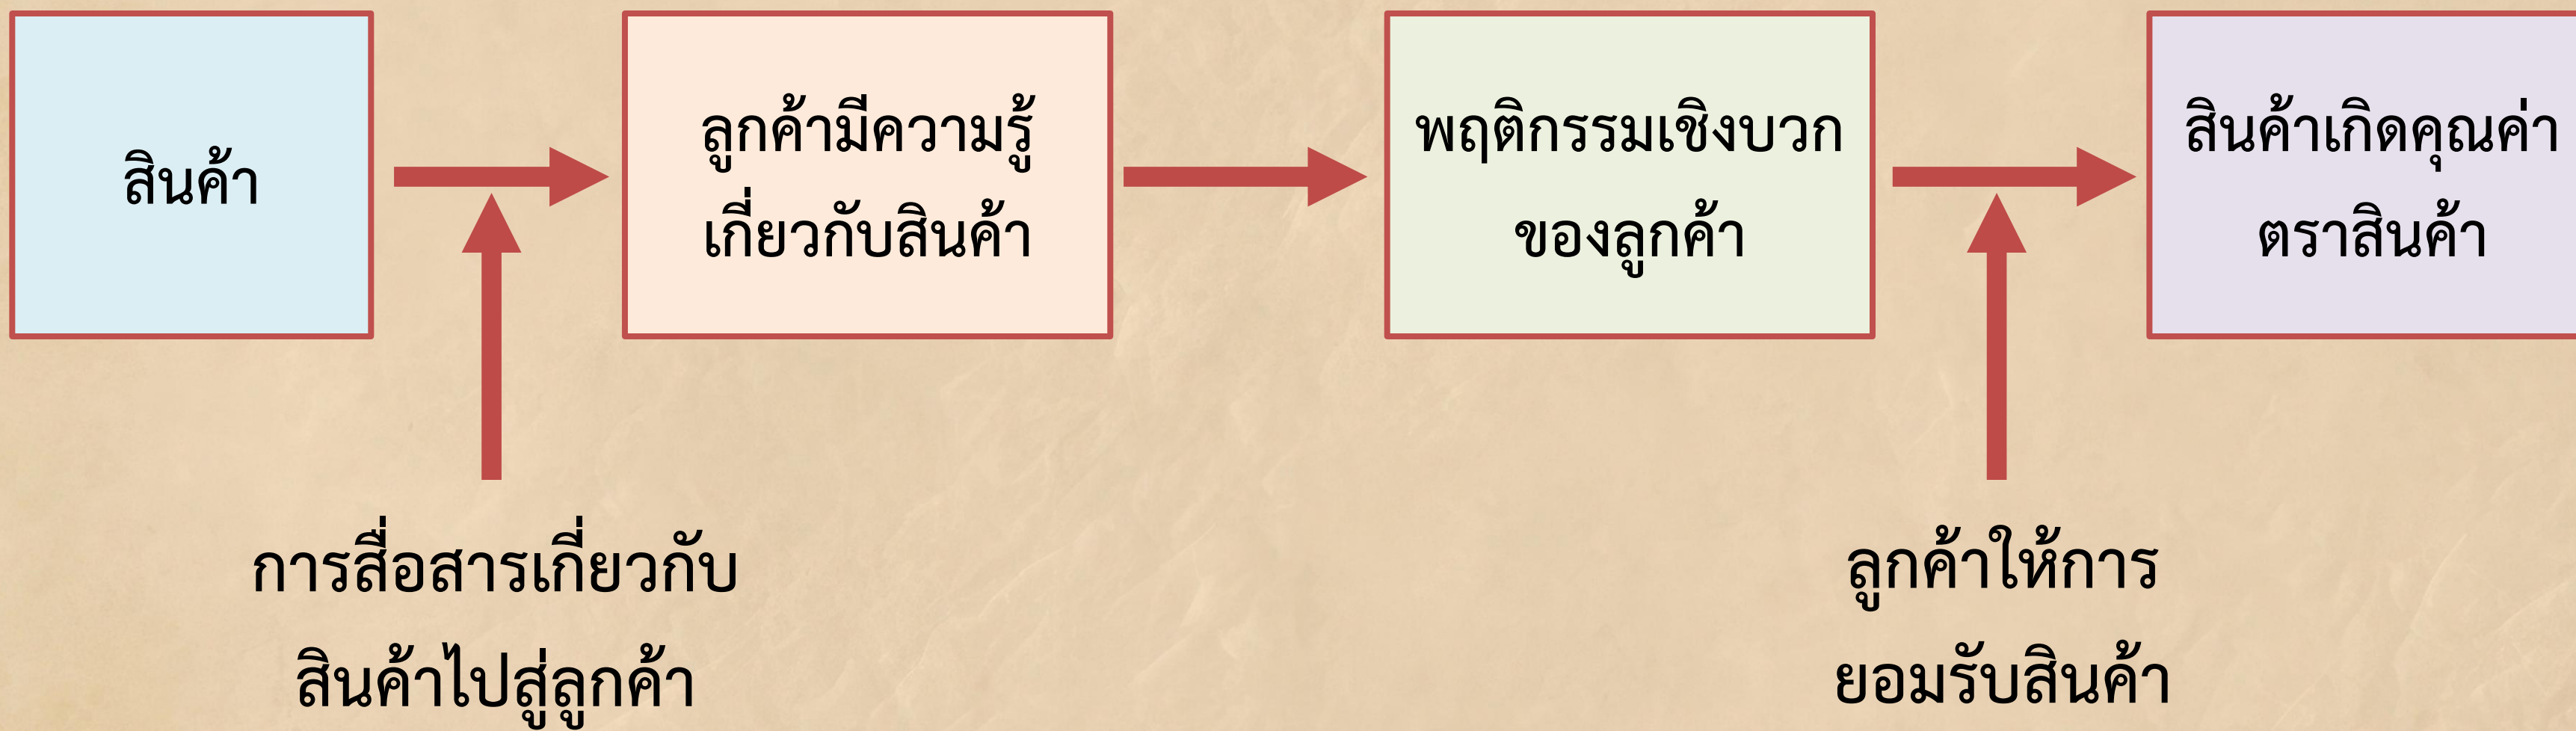 สินค้า
ลูกค้ามีความรู้
เกี่ยวกับสินค้า
พฤติกรรมเชิงบวก
ของลูกค้า
สินค้าเกิดคุณค่า
ตราสินค้า
การสื่อสารเกี่ยวกับ
สินค้าไปสู่ลูกค้า
ลูกค้าให้การ
ยอมรับสินค้า